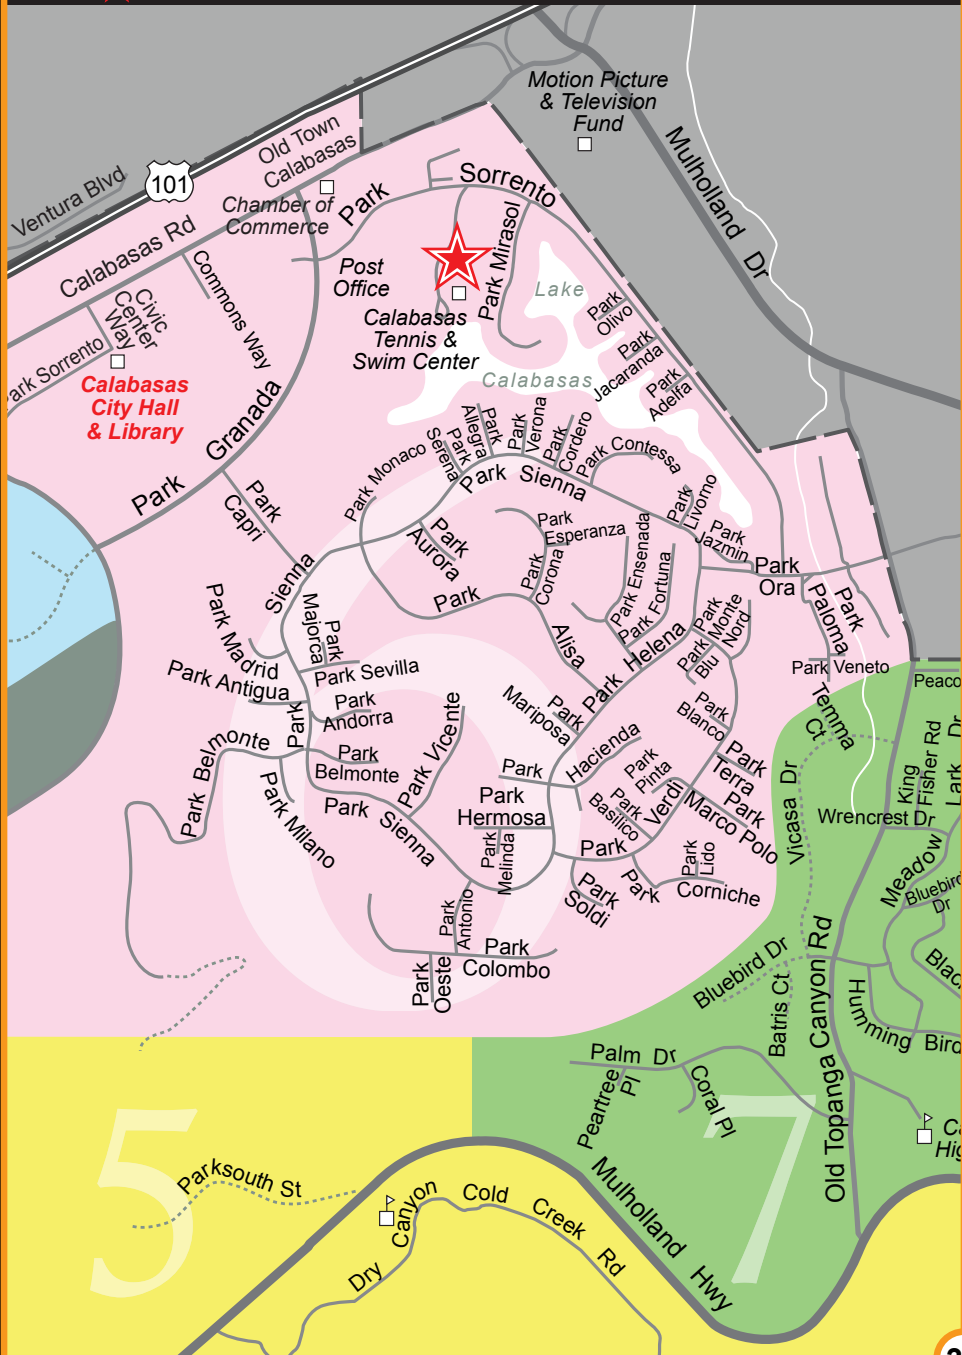 Motion Picture
& Television
Fund
Mulholland Dr
Ventura Blvd
101
Old Town
Calabasas
Chamber of
Commerce
Calabasas Rd
Park Sorrento
Commons Way
Civic
Center
Way
Park Sorrento
Calabasas
City Hall
& Library
Post
Office
Park Mirasol
Calabasas
Tennis &
Swim Center
Lake
Calabasas
Park
Olivo
Park
Jacaranda
Park
Adelfa
Park Granada
Park
Capri
Park Monaco
Park
Serena
Park
Allegra
Park
Verona
Park
Cordero
Park Contessa
Park Sienna
Park
Livorno
Park
Jazmin
Park
Ora
Park
Aurora
Park
Esperanza
Park
Corona
Park Ensenada
Park Fortuna
Park Alisa
Sienna
Park Madrid
Park
Majorca
Park Sevilla
Park Antigua
Park
Andorra
Park
Park Belmonte
Park
Belmonte
Park Milano
Park Sienna
Park Vicente
Park Helena
Park
Mariposa
Park
Monte
Nord
Park
Blu
Park
Paloma
Park Veneto
Park
Blanco
Park
Terra
Park
Marco Polo
Park Hacienda
Park
Pinta
Park
Basilico
Park Verdi
Park
Hermosa
Park
Melinda
Park
Lido
Park Corniche
Park
Soldi
Park
Antonio
Park
Colombo
Park
Oeste
6
Temma
Ct
Vicasa Dr
Peaco
King
Fisher Rd
Lark Dr
Wrencrest Dr
Meadow
Bluebird
Dr
Blac
Bluebird Dr
Batris Ct
Old Topanga Canyon Rd
Humming Bird
Palm Dr
Peartree
Pl
Coral Pl
7
Ca
Hig
5
Parksouth St
Dry Canyon Cold Creek Rd
Mulholland Hwy